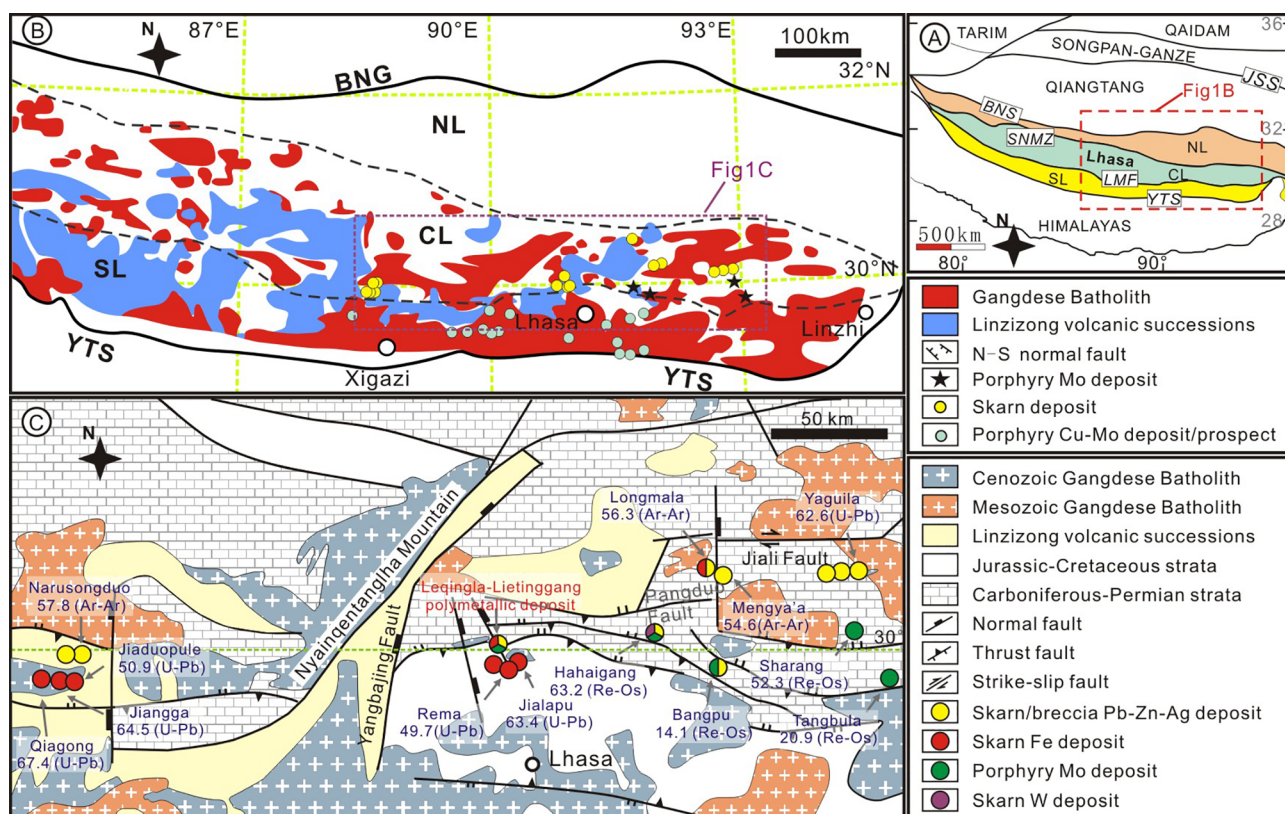 B
N
87°E
90°E
93°E
100km
32°N
BNG
NL
Fig1C
CL
SL
30°N
Lhasa
Linzhi
YTS
Xigazi
YTS
A
36
TARIM
QAIDAM
SONGPAN-GANZE
JSS
QIANGTANG
Fig1B
BNS
SNMZ
32
Lhasa
NL
SL
LMF
CL
YTS
28
N
HIMALAYAS
500km
80°
90°
Gangdese Batholith
Linzizong volcanic successions
N-S normal fault
Porphyry Mo deposit
Skarn deposit
Porphyry Cu-Mo deposit/prospect
C
N
50 km
Nyainqentanglha Mountain
Yangbajing Fault
Longmala
56.3 (Ar-Ar)
Yaguila
62.6 (U-Pb)
Jiali Fault
Narusongduo
57.8 (Ar-Ar)
Leqingla-Lietinggang
polymetallic deposit
Pangduo
Fault
Mengya'a
54.6(Ar-Ar)
30°
Jiaduopule
50.9 (U-Pb)
Hahaigang
63.2 (Re-Os)
Sharang
52.3 (Re-Os)
Jiangga
64.5 (U-Pb)
Rema
49.7(U-Pb)
Jialapu
63.4 (U-Pb)
Bangpu
14.1 (Re-Os)
Tangbula
20.9 (Re-Os)
Qiagong
67.4 (U-Pb)
Lhasa
Cenozoic Gangdese Batholith
Mesozoic Gangdese Batholith
Linzizong volcanic successions
Jurassic-Cretaceous strata
Carboniferous-Permian strata
Normal fault
Thrust fault
Strike-slip fault
Skarn/breccia Pb-Zn-Ag deposit
Skarn Fe deposit
Porphyry Mo deposit
Skarn W deposit